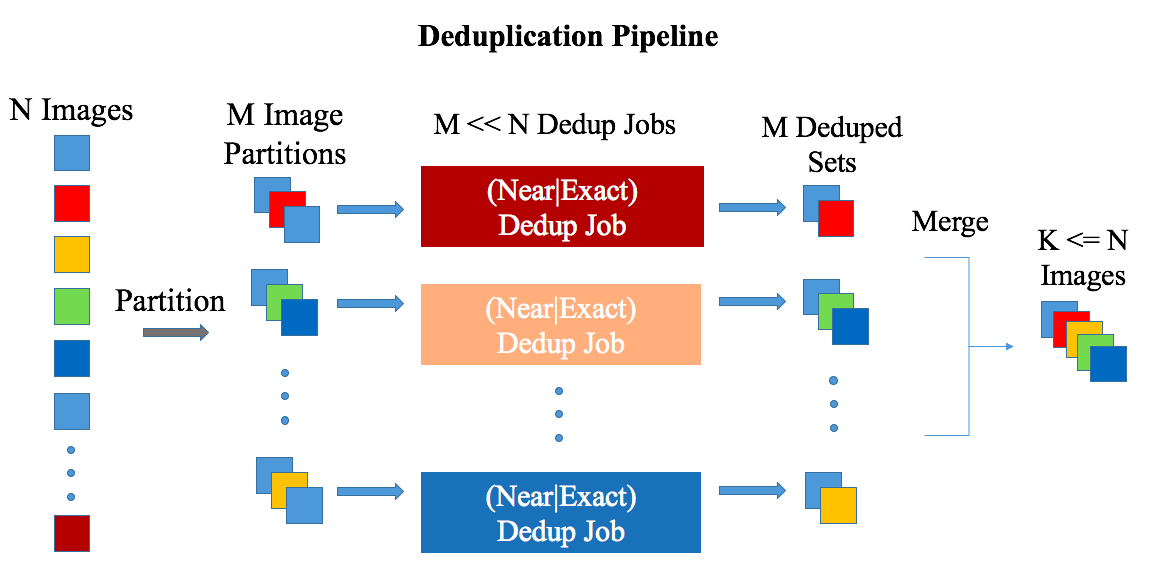 Deduplication Pipeline
N Images
M Image
Partitions
M << N Dedup Jobs
M Deduped
Sets
Partition
(Near|Exact)
Dedup Job
(Near|Exact)
Dedup Job
(Near|Exact)
Dedup Job
Merge
K <= N
Images